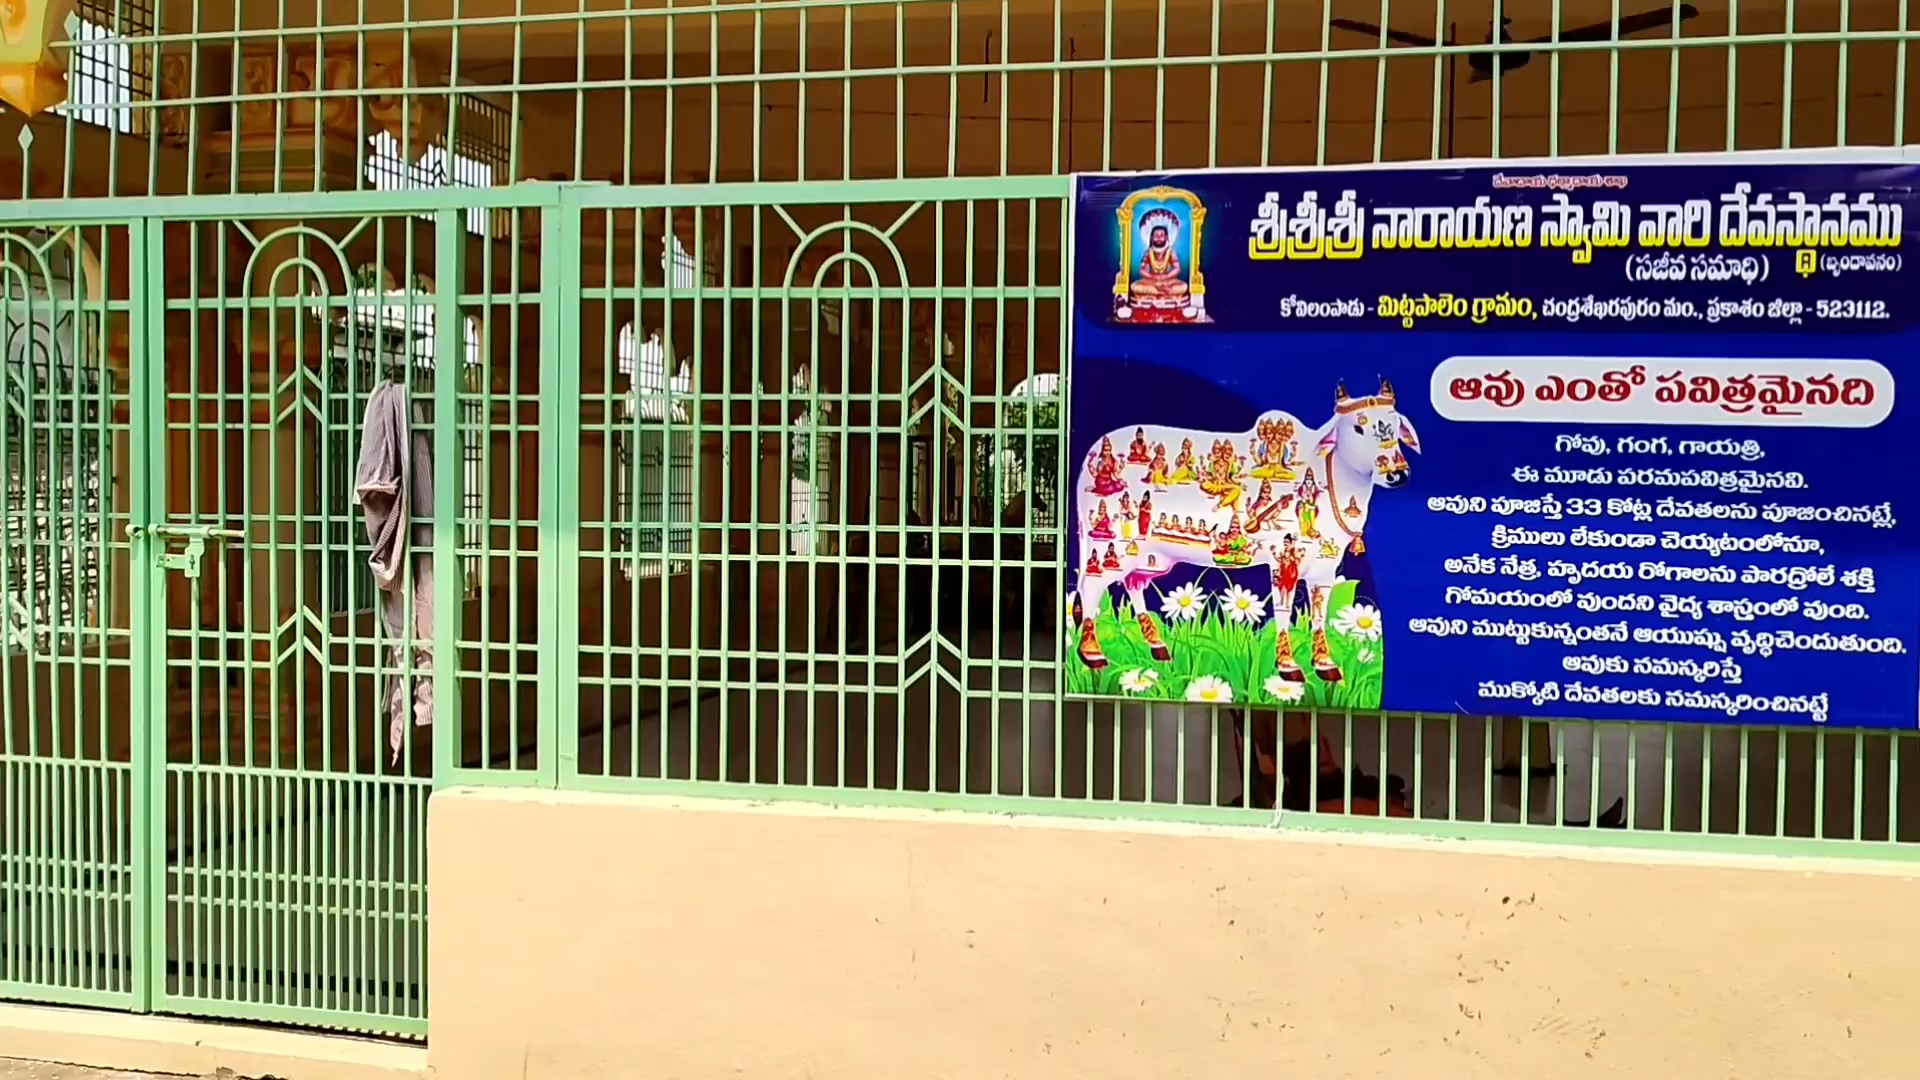 దేవాదాయ ధర్మాదాయ శాఖ
శ్రీశ్రీశ్రీ నారాయణ స్వామి వారి దేవస్థానము
(సజీవ సమాధి) (బృందావనం)
కోవిలంపాడు - మిట్టపాలెం గ్రామం, చంద్రశేఖరపురం మం., ప్రకాశం జిల్లా - 523112.
ఆవు ఎంతో పవిత్రమైనది
గోవు, గంగ, గాయత్రి,
ఈ మూడు పరమపవిత్రమైనవి.
ఆవుని పూజిస్తే 33 కోట్ల దేవతలను పూజించినట్లే,
క్రిములు లేకుండా చెయ్యటంలోనూ,
అనేక నేత్ర, హృదయ రోగాలను పారద్రోలే శక్తి
గోమయంలో వుందని వైద్య శాస్త్రంలో వుంది.
ఆవుని ముట్టుకున్నంతనే ఆయుష్షు వృద్ధిచెందుతుంది.
ఆవుకు నమస్కరిస్తే
ముక్కోటి దేవతలకు నమస్కరించినట్టే